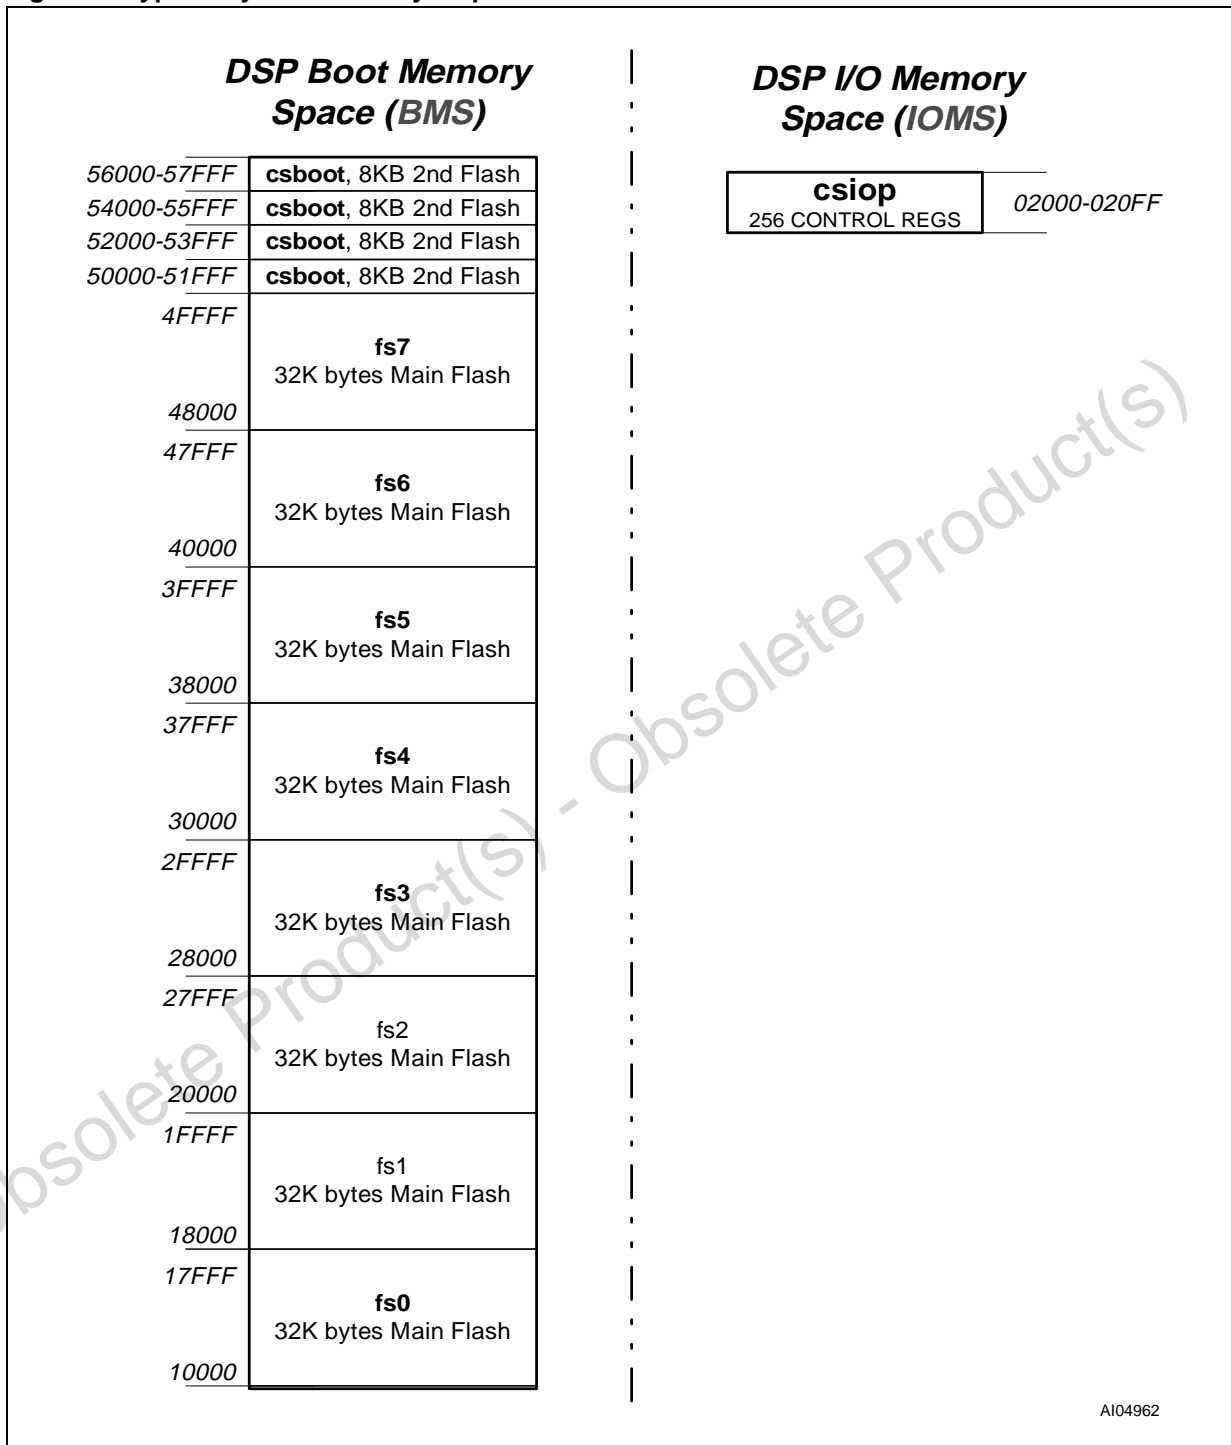 DSP Boot Memory
Space (BMS)
56000-57FFF csboot, 8KB 2nd Flash
54000-55FFF csboot, 8KB 2nd Flash
52000-53FFF csboot, 8KB 2nd Flash
50000-51FFF csboot, 8KB 2nd Flash
4FFFF
fs7
32K bytes Main Flash
48000
47FFF
fs6
32K bytes Main Flash
40000
3FFFF
fs5
32K bytes Main Flash
38000
37FFF
fs4
32K bytes Main Flash
30000
2FFFF
fs3
32K bytes Main Flash
28000
27FFF
fs2
32K bytes Main Flash
20000
1FFFF
fs1
32K bytes Main Flash
18000
17FFF
fs0
32K bytes Main Flash
10000
DSP I/O Memory
Space (IOMS)
csiop
256 CONTROL REGS
02000-020FF
Obsolete Product(s) - Obsolete Product(s)
AI04962